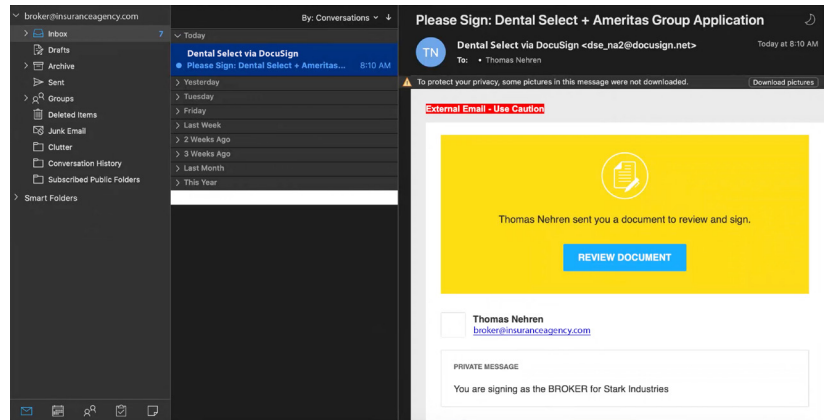 broker@insuranceagency.com
Inbox 7
Drafts
Archive
Sent
Groups
Deleted Items
Junk Email
Clutter
Conversation History
Subscribed Public Folders
Smart Folders
By: Conversations
Today
Dental Select via DocuSign
Please Sign: Dental Select + Ameritas... 8:10 AM
Yesterday
Tuesday
Friday
Last Week
2 Weeks Ago
3 Weeks Ago
Last Month
This Year
Please Sign: Dental Select + Ameritas Group Application
TN
Dental Select via DocuSign <dse_na2@docusign.net>
Today at 8:10 AM
To: • Thomas Nehren
To protect your privacy, some pictures in this message were not downloaded.
Download pictures
External Email - Use Caution
Thomas Nehren sent you a document to review and sign.
REVIEW DOCUMENT
Thomas Nehren
broker@insuranceagency.com
PRIVATE MESSAGE
You are signing as the BROKER for Stark Industries